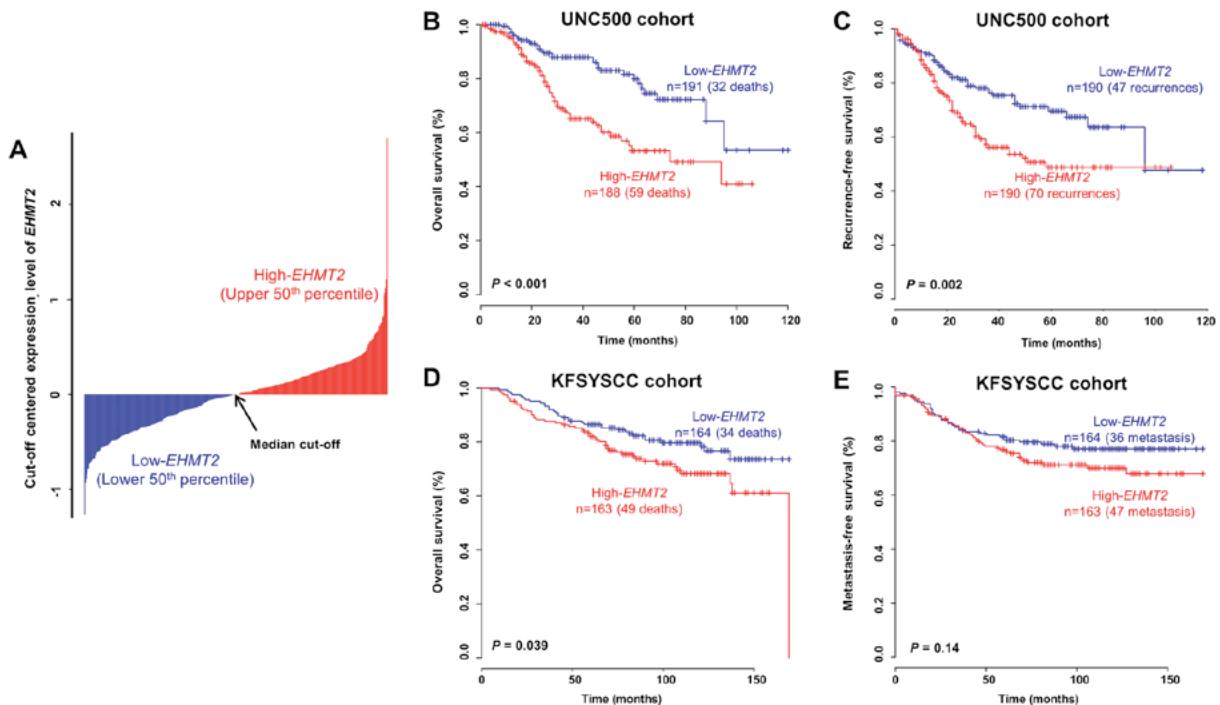 A
Cut-off centered expression level of EHMT2
2
1
0
-1
High-EHMT2
(Upper 50th percentile)
Median cut-off
Low-EHMT2
(Lower 50th percentile)
B
UNC500 cohort
Overall survival (%)
1.0
0.8
0.6
0.4
0.2
0.0
Low-EHMT2
n=191 (32 deaths)
High-EHMT2
n=188 (59 deaths)
P < 0.001
0 20 40 60 80 100 120
Time (months)
C
UNC500 cohort
Recurrence-free survival (%)
1.0
0.8
0.6
0.4
0.2
0.0
Low-EHMT2
n=190 (47 recurrences)
High-EHMT2
n=190 (70 recurrences)
P = 0.002
0 20 40 60 80 100 120
Time (months)
D
KFSYSCC cohort
Overall survival (%)
1.0
0.8
0.6
0.4
0.2
0.0
Low-EHMT2
n=164 (34 deaths)
High-EHMT2
n=163 (49 deaths)
P = 0.039
0 50 100 150
Time (months)
E
KFSYSCC cohort
Metastasis-free survival (%)
1.0
0.8
0.6
0.4
0.2
0.0
Low-EHMT2
n=164 (36 metastasis)
High-EHMT2
n=163 (47 metastasis)
P = 0.14
0 50 100 150
Time (months)